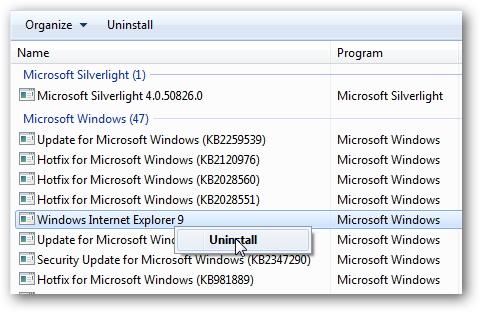 Organize Uninstall
Name Program
Microsoft Silverlight (1)
Microsoft Silverlight 4.0.50826.0 Microsoft Silverlight
Microsoft Windows (47)
Update for Microsoft Windows (KB2259539) Microsoft Windows
Hotfix for Microsoft Windows (KB2120976) Microsoft Windows
Hotfix for Microsoft Windows (KB2028560) Microsoft Windows
Hotfix for Microsoft Windows (KB2028551) Microsoft Windows
Windows Internet Explorer 9 Microsoft Windows
Update for Microsoft Wind Microsoft Windows
Uninstall
Security Update for Microsoft Windows (KB2347290) Microsoft Windows
Hotfix for Microsoft Windows (KB981889) Microsoft Windows